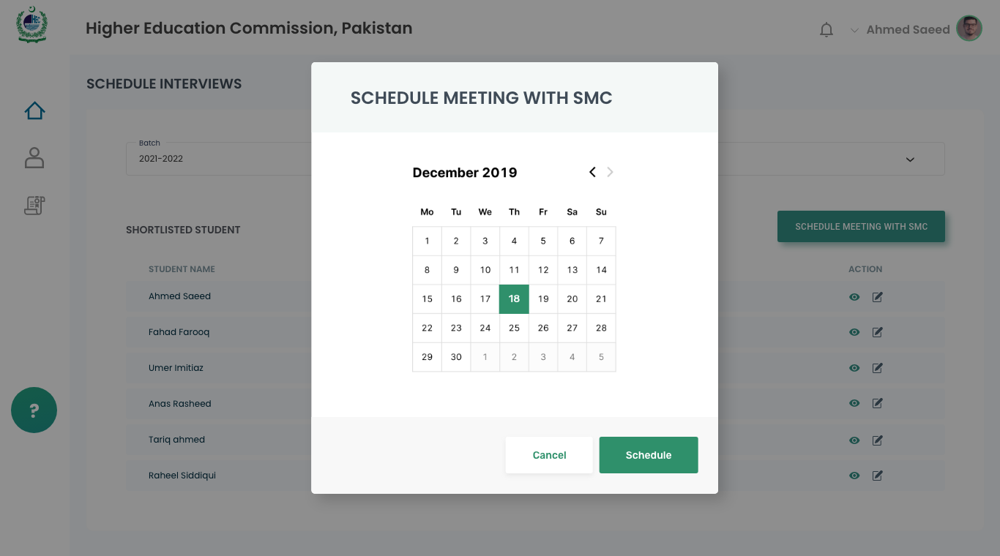 HEC
Higher Education Commission, Pakistan
Ahmed Saeed
SCHEDULE INTERVIEWS
SCHEDULE MEETING WITH SMC
Batch
2021-2022
December 2019
Mo Tu We Th Fr Sa Su
1 2 3 4 5 6 7
8 9 10 11 12 13 14
15 16 17 18 19 20 21
22 23 24 25 26 27 28
29 30 1 2 3 4 5
SHORTLISTED STUDENT
SCHEDULE MEETING WITH SMC
STUDENT NAME
ACTION
Ahmed Saeed
Fahad Farooq
Umer Imitiaz
Anas Rasheed
Tariq ahmed
Raheel Siddiqui
?
Cancel
Schedule